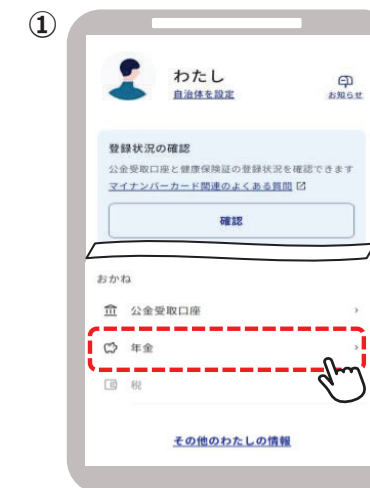 ①
わたし
自治体を設定
お知らせ
登録状況の確認
公金受取口座と健康保険証の登録状況を確認できます
マイナンバーカード関連のよくある質問
確認
おかね
公金受取口座
年金
税
その他のわたしの情報